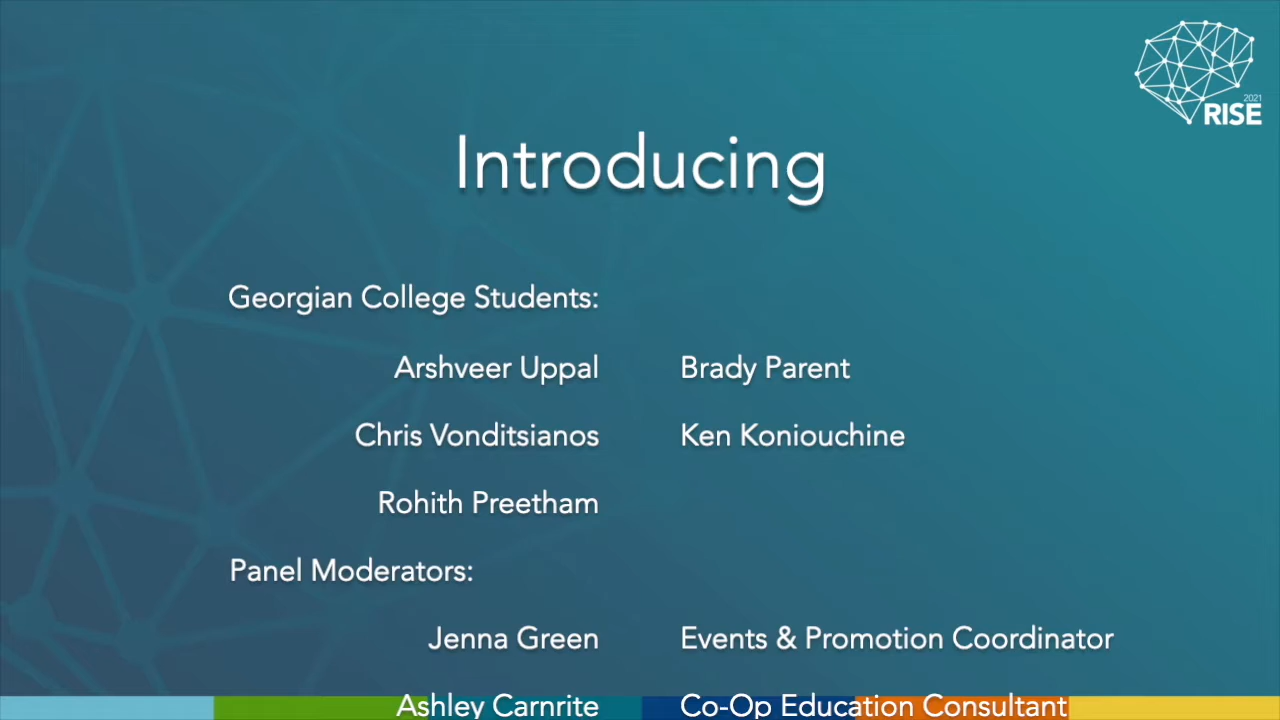 2021
RISE
Introducing
Georgian College Students:
Arshveer Uppal Brady Parent
Chris Vonditsianos Ken Koniouchine
Rohith Preetham
Panel Moderators:
Jenna Green Events & Promotion Coordinator
Ashley Carnrite Co-Op Education Consultant